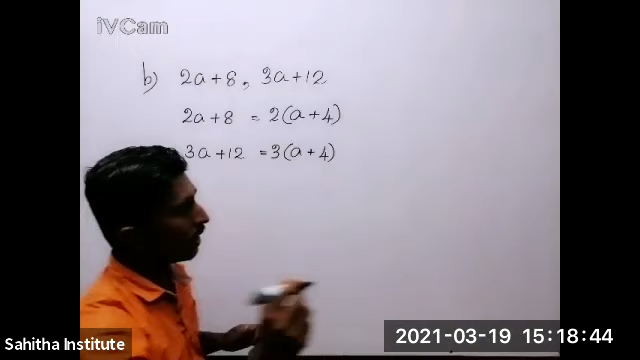 iVCam
b) 2a+8, 3a+12
2a+8 = 2(a+4)
3a+12 = 3(a+4)
Sahitha Institute
2021-03-19 15:18:44